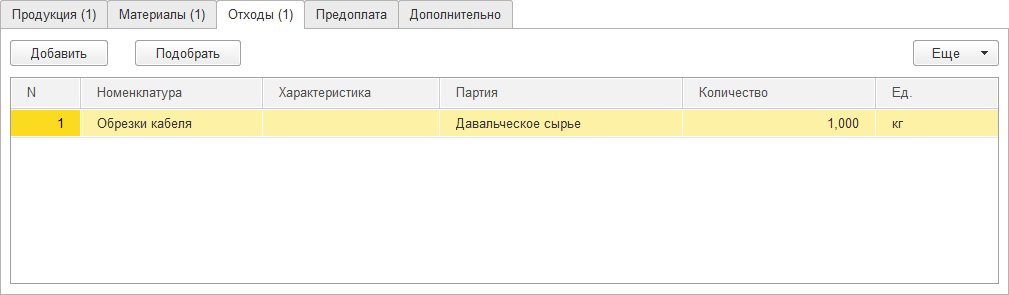 Продукция (1) Материалы (1) Отходы (1) Предоплата Дополнительно
Добавить Подобрать Еще
N Номенклатура Характеристика Партия Количество Ед.
1 Обрезки кабеля Давальческое сырье 1,000 кг